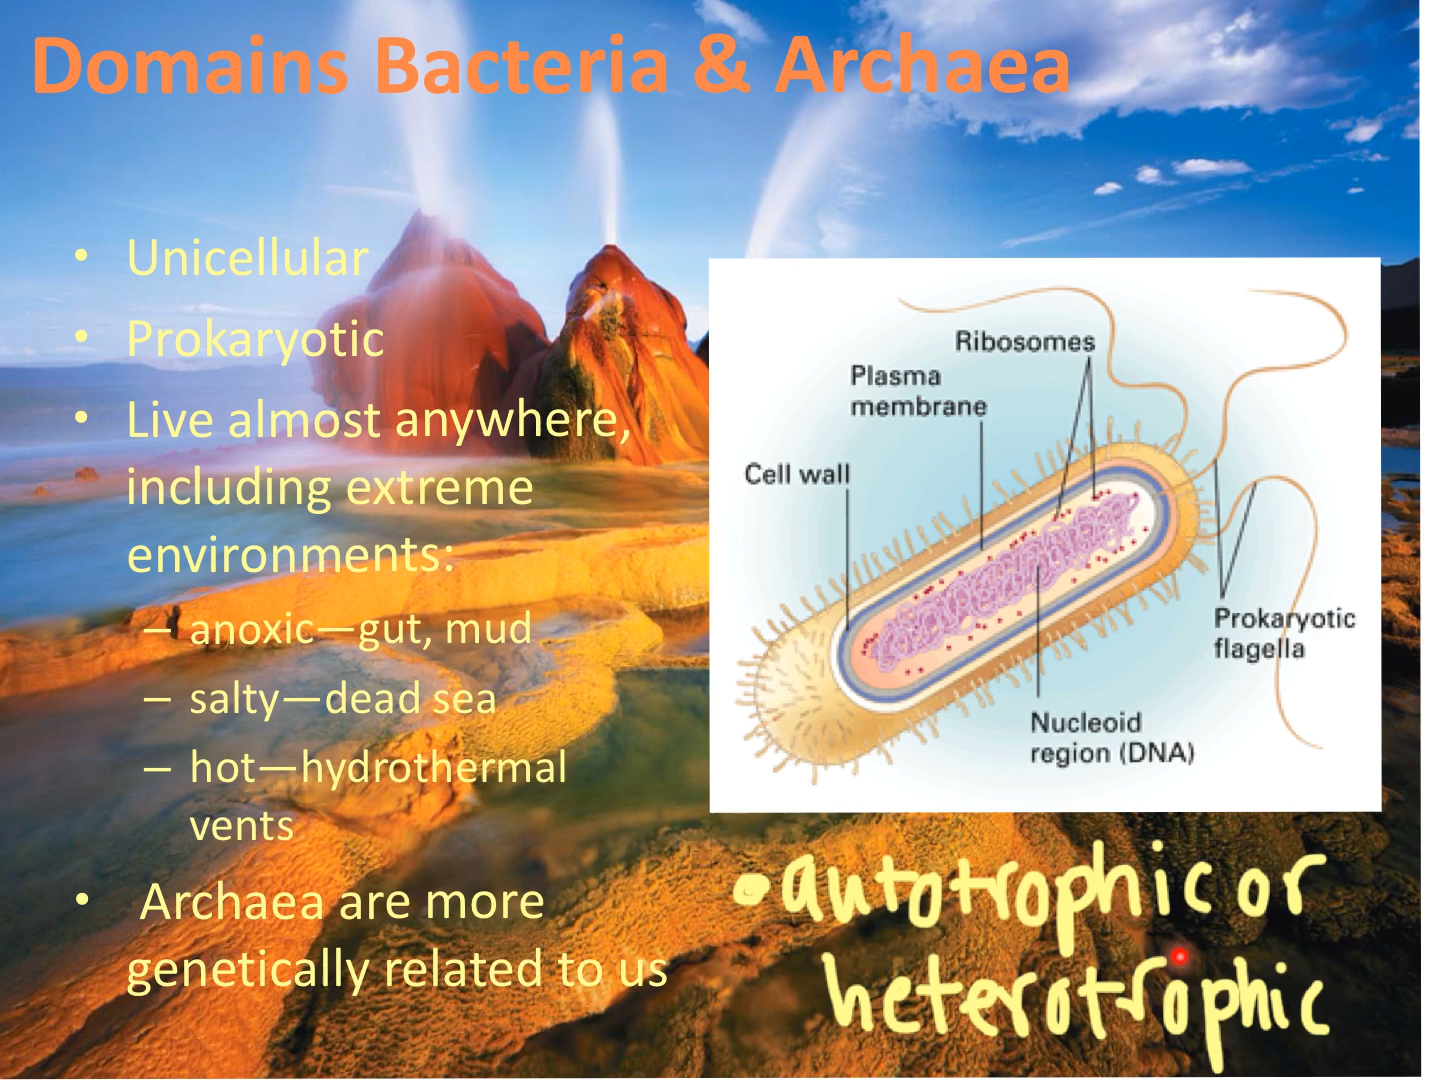 Domains Bacteria & Archaea
• Unicellular
• Prokaryotic
• Live almost anywhere,
including extreme
environments:
– anoxic—gut, mud
– salty—dead sea
– hot—hydrothermal
vents
• Archaea are more
genetically related to us
Ribosomes
Plasma
membrane
Cell wall
Prokaryotic
flagella
Nucleoid
region (DNA)
• autotrophic or
heterotrophic